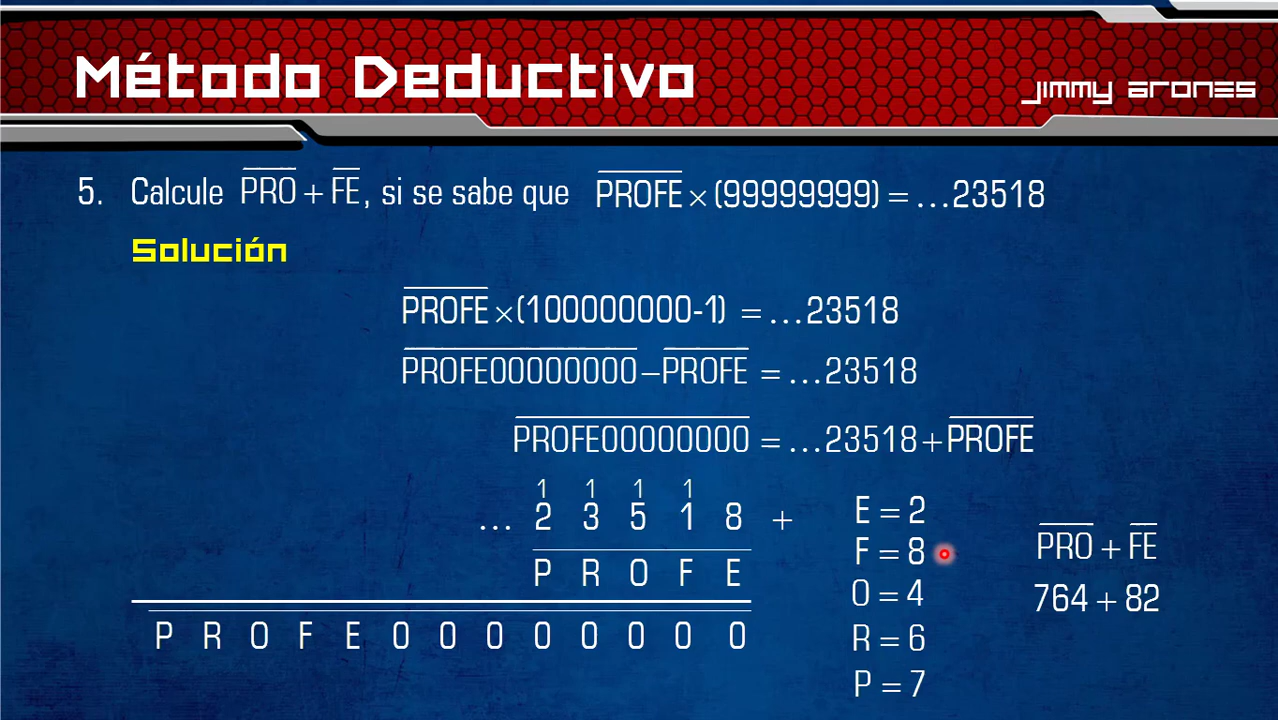 Método Deductivo
Jimmy Arones
5. Calcule PRO + FE, si se sabe que PROFE × (99999999) = ...23518
Solución
PROFE × (100000000-1) = ...23518
PROFE00000000 − PROFE = ...23518
PROFE00000000 = ...23518 + PROFE
1 1 1 1
... 2 3 5 1 8 +
P R O F E
P R O F E 0 0 0 0 0 0 0 0
E = 2
F = 8
O = 4
R = 6
P = 7
PRO + FE
764 + 82